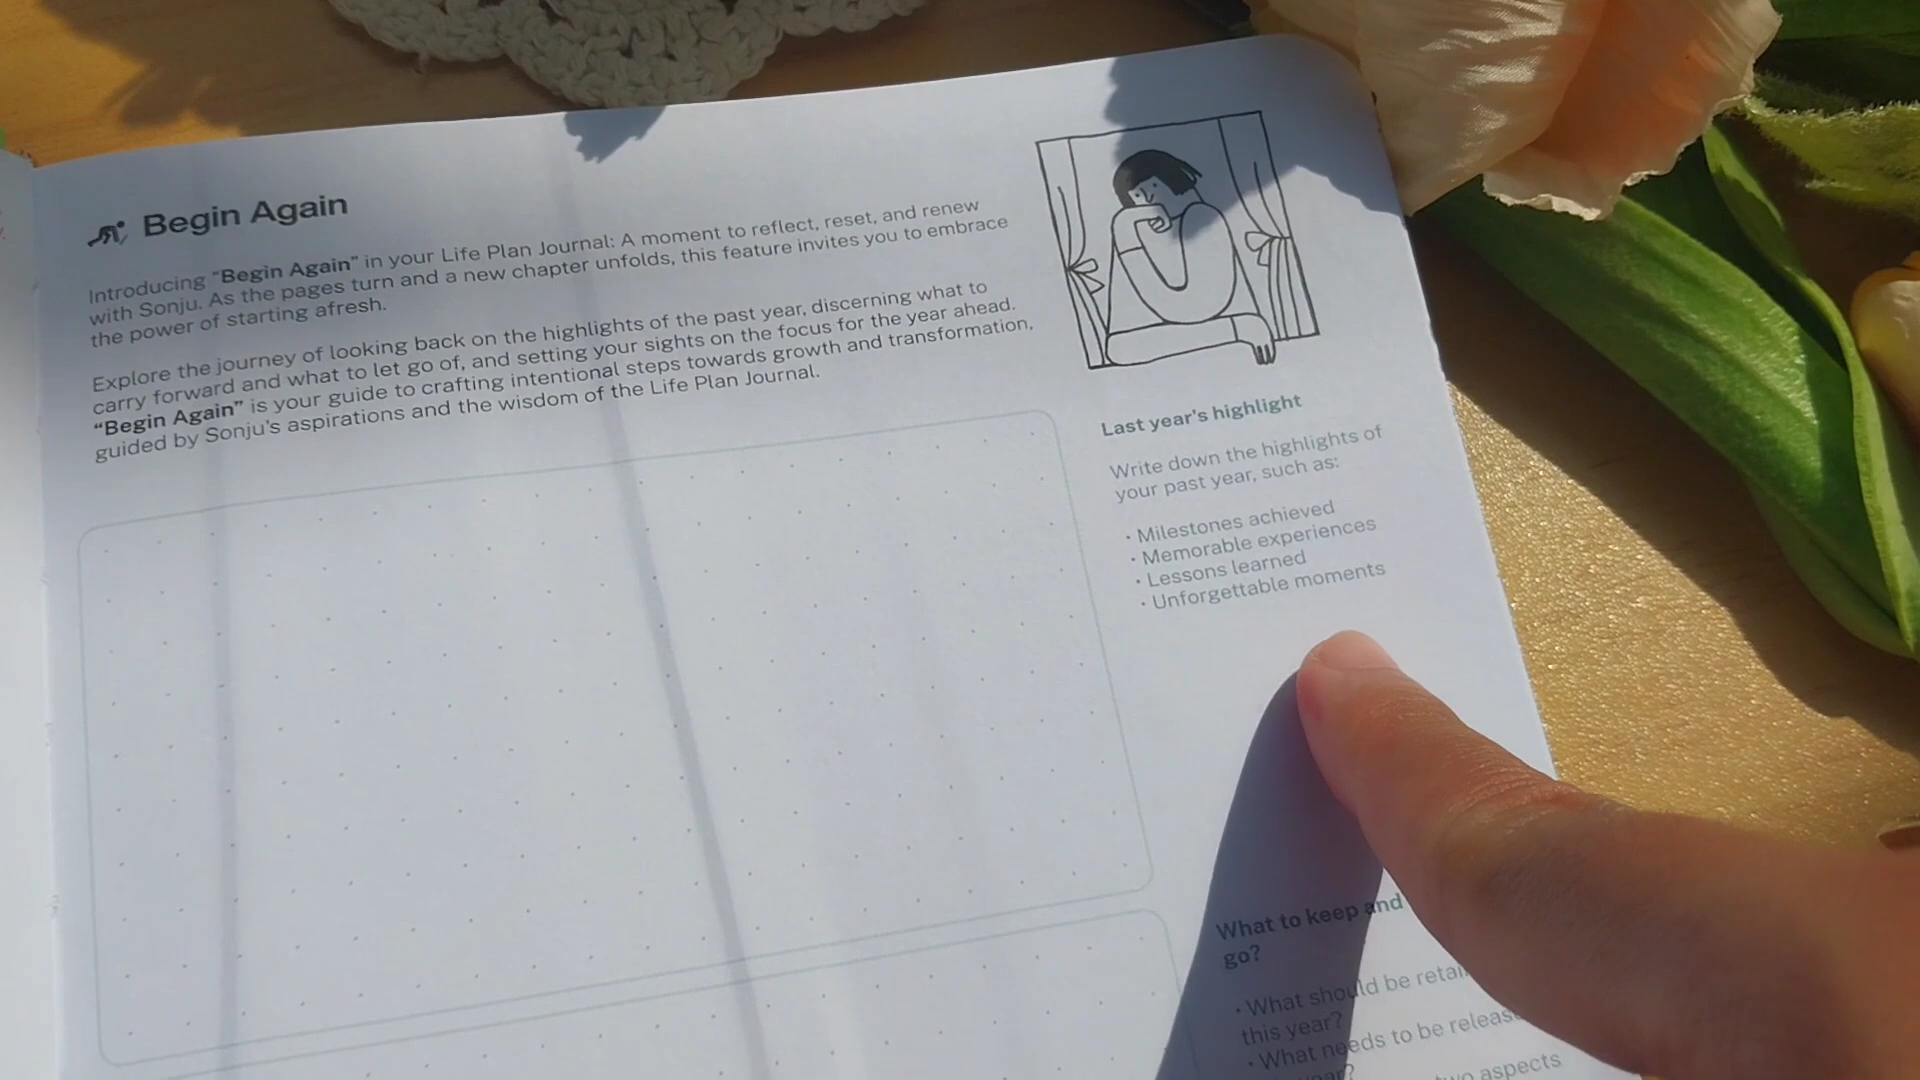 Begin Again
Introducing “Begin Again” in your Life Plan Journal: A moment to reflect, reset, and renew
with Sonju. As the pages turn and a new chapter unfolds, this feature invites you to embrace
the power of starting afresh.
Explore the journey of looking back on the highlights of the past year, discerning what to
carry forward and what to let go of, and setting your sights on the focus for the year ahead.
“Begin Again” is your guide to crafting intentional steps towards growth and transformation,
guided by Sonju's aspirations and the wisdom of the Life Plan Journal.
Last year's highlight
Write down the highlights of
your past year, such as:
• Milestones achieved
• Memorable experiences
• Lessons learned
• Unforgettable moments
What to keep and
go?
• What should be
this year?
• What needs to be
aspects